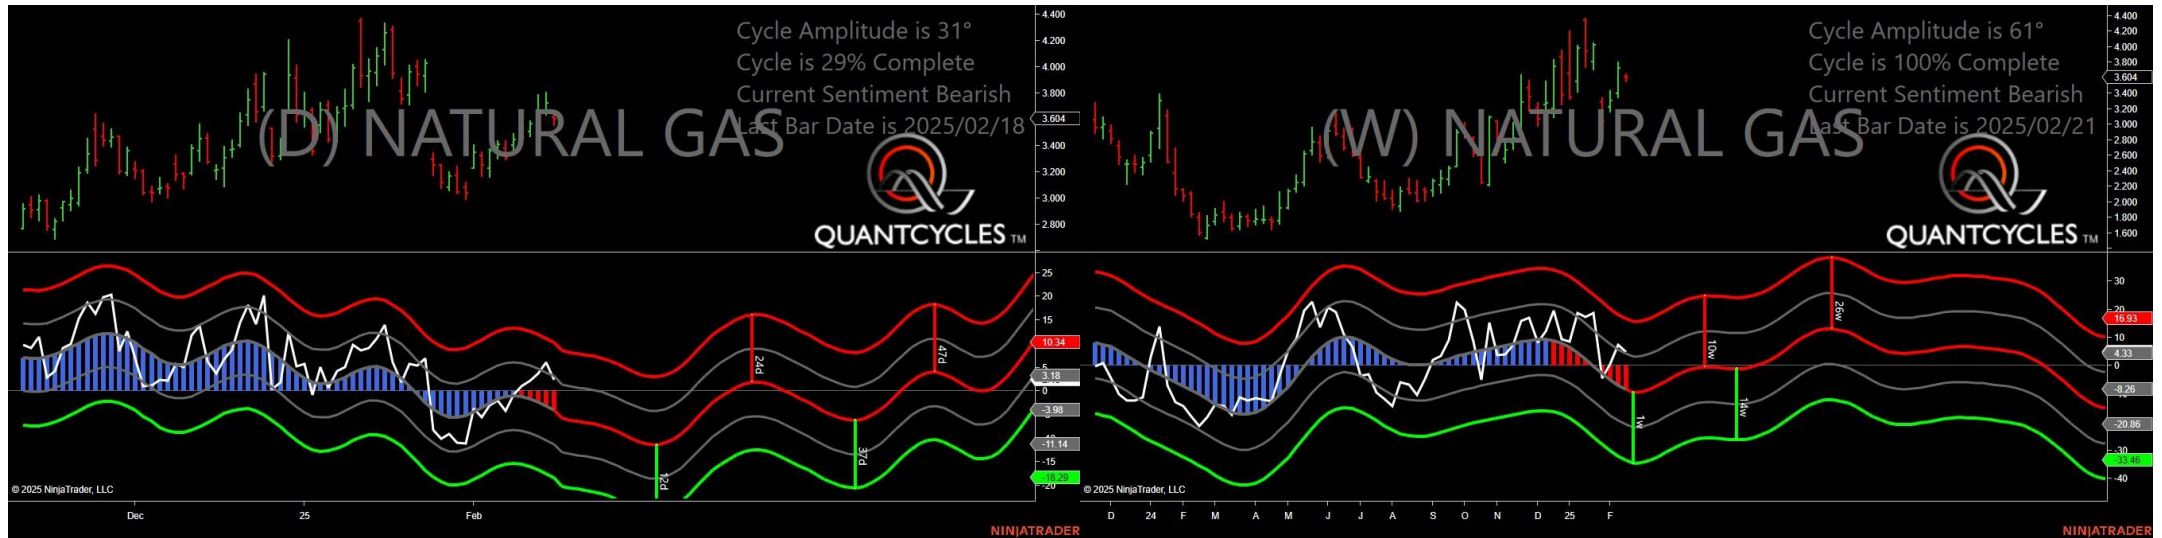 Cycle Amplitude is 31°
Cycle is 29% Complete
Current Sentiment Bearish
Last Bar Date is 2025/02/18
(D) NATURAL GAS
QUANTCYCLES TM
4.400
4.200
4.000
3.800
3.604
3.400
3.200
3.000
2.800
25
20
15
10.34
5
3.18
0
-3.98
-11.14
-15
-18.29
-20
24d
47d
12d
37d
© 2025 NinjaTrader, LLC
Dec
25
Feb
NINJATRADER
Cycle Amplitude is 61°
Cycle is 100% Complete
Current Sentiment Bearish
Last Bar Date is 2025/02/21
(W) NATURAL GAS
QUANTCYCLES TM
4.400
4.200
4.000
3.800
3.604
3.400
3.200
3.000
2.800
2.600
2.400
2.200
2.000
1.800
1.600
30
20
16.93
10
4.33
0
-8.26
-20.86
-30
-33.46
-40
10w
26w
1w
14w
© 2025 NinjaTrader, LLC
D 24 F M A M J J A S O N D 25 F
NINJATRADER